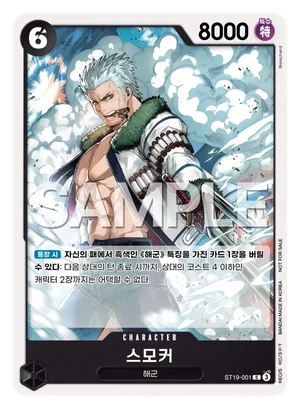 6
8000
특수
特
SAMPLE
등장 시 자신의 패에서 흑색인 《해군》 특징을 가진 카드 1장을 버릴
수 있다: 다음 상대의 턴 종료 시까지, 상대의 코스트 4 이하인
캐릭터 2장까지는 어택할 수 없다.
CHARACTER
스모커
해군
ST19-001
3